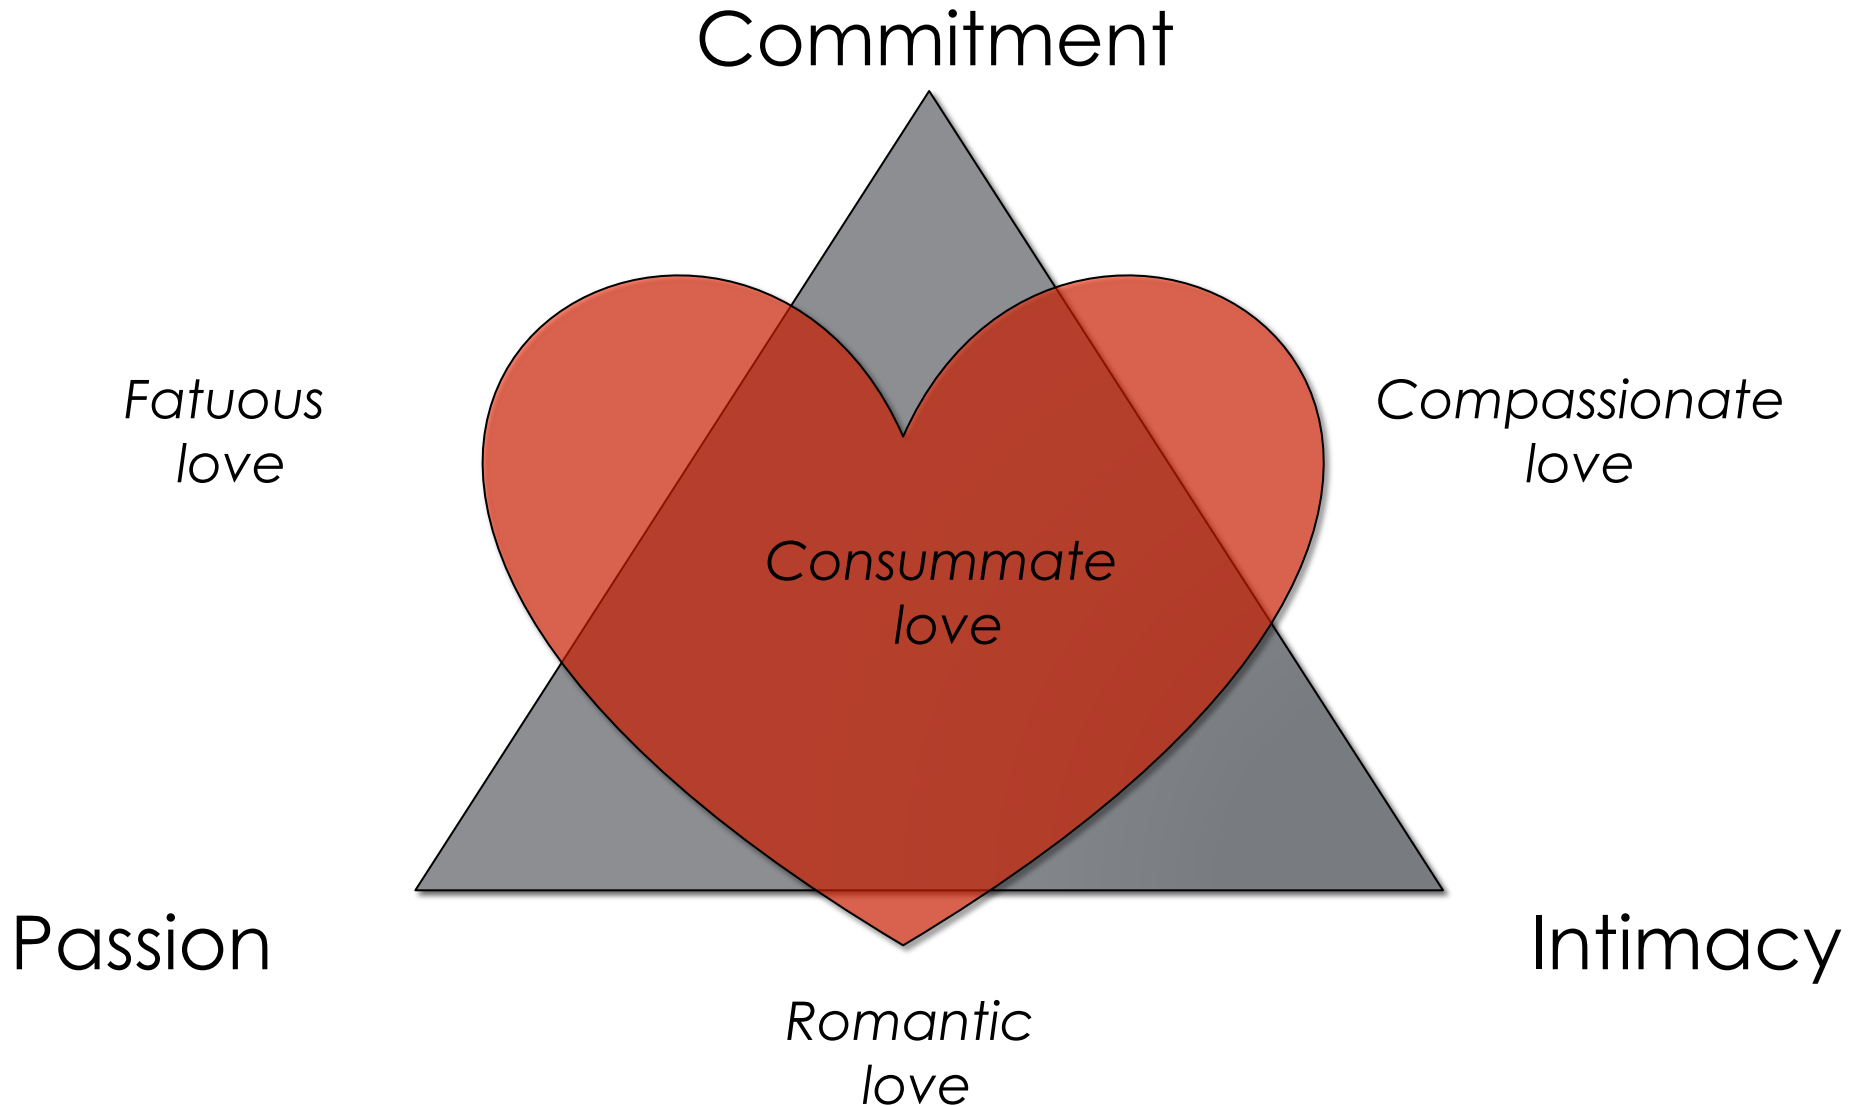 Commitment
Fatuous
love
Compassionate
love
Consummate
love
Passion
Intimacy
Romantic
love